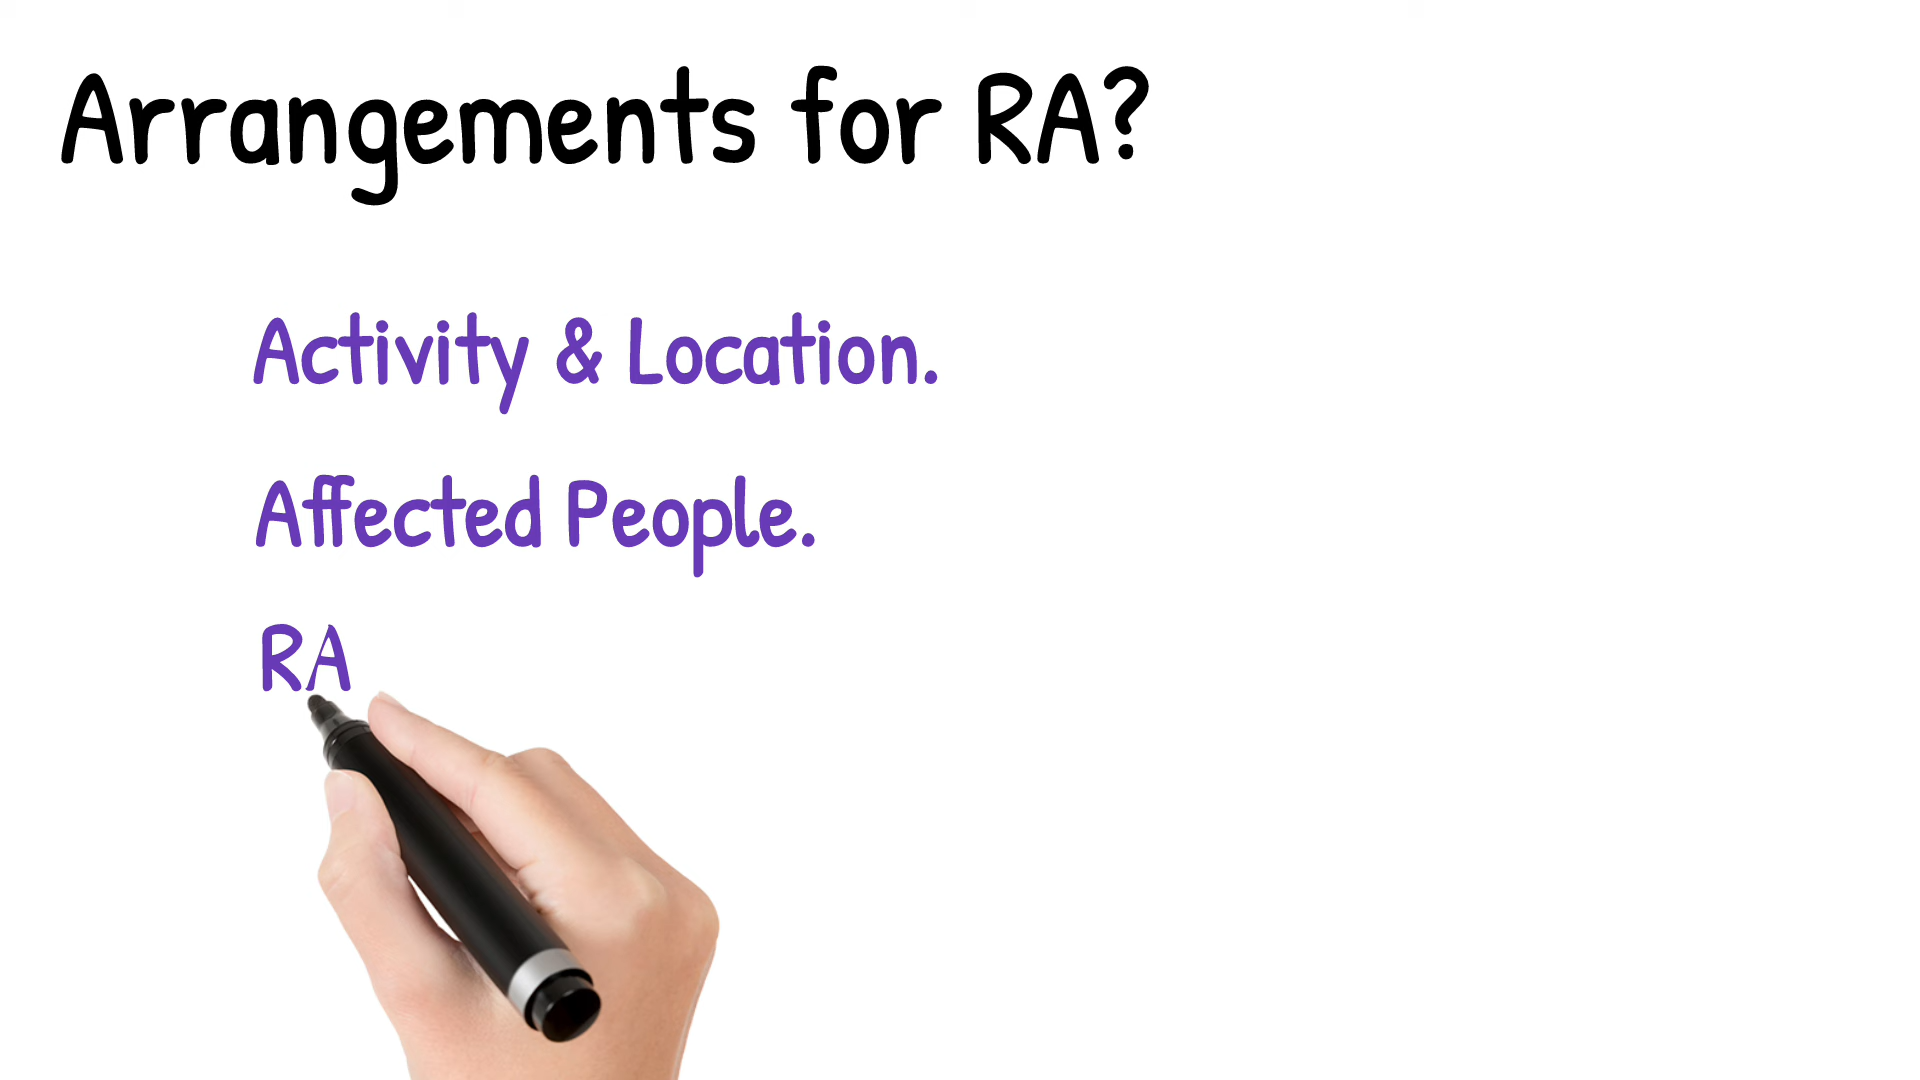 Arrangements for RA?
Activity & Location.
Affected People.
RA